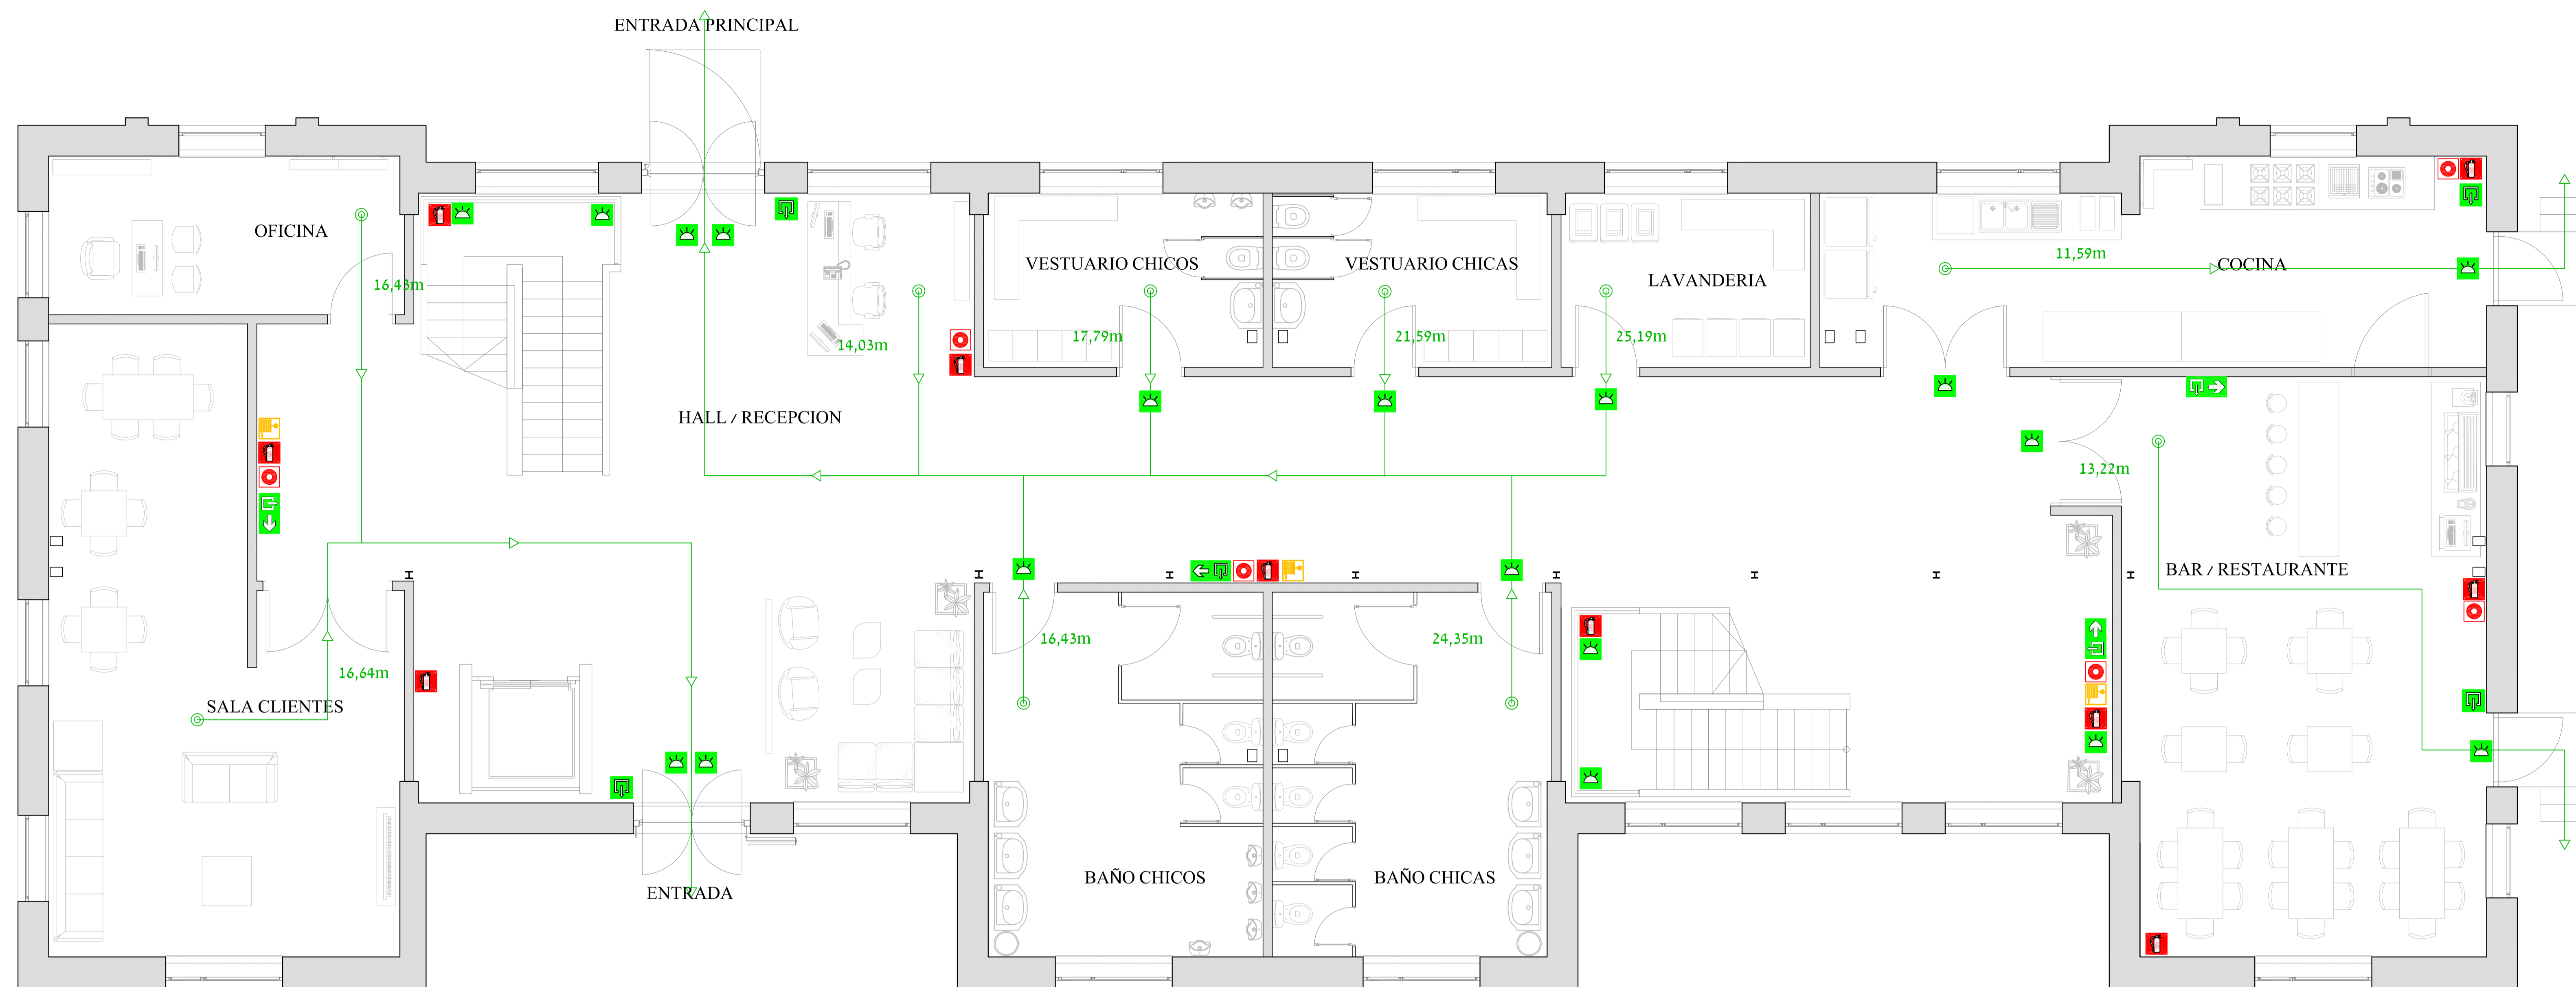 ENTRADA PRINCIPAL
OFICINA
16,43m
VESTUARIO CHICOS
VESTUARIO CHICAS
LAVANDERIA
11,59m
COCINA
14,03m
17,79m
21,59m
25,19m
HALL / RECEPCION
13,22m
BAR / RESTAURANTE
H
H
H
H
H
H
H
H
16,64m
16,43m
24,35m
SALA CLIENTES
BAÑO CHICOS
BAÑO CHICAS
ENTRADA